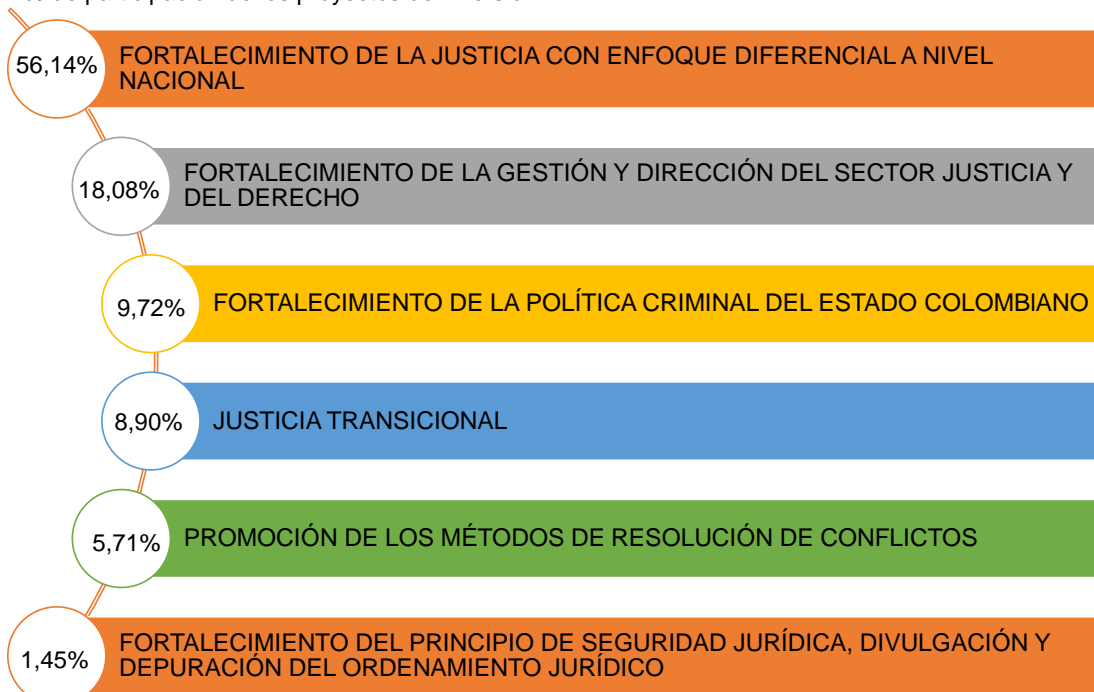 56,14%
FORTALECIMIENTO DE LA JUSTICIA CON ENFOQUE DIFERENCIAL A NIVEL
NACIONAL
18,08%
FORTALECIMIENTO DE LA GESTIÓN Y DIRECCIÓN DEL SECTOR JUSTICIA Y
DEL DERECHO
9,72%
FORTALECIMIENTO DE LA POLÍTICA CRIMINAL DEL ESTADO COLOMBIANO
8,90%
JUSTICIA TRANSICIONAL
5,71%
PROMOCIÓN DE LOS MÉTODOS DE RESOLUCIÓN DE CONFLICTOS
1,45%
FORTALECIMIENTO DEL PRINCIPIO DE SEGURIDAD JURÍDICA, DIVULGACIÓN Y
DEPURACIÓN DEL ORDENAMIENTO JURÍDICO